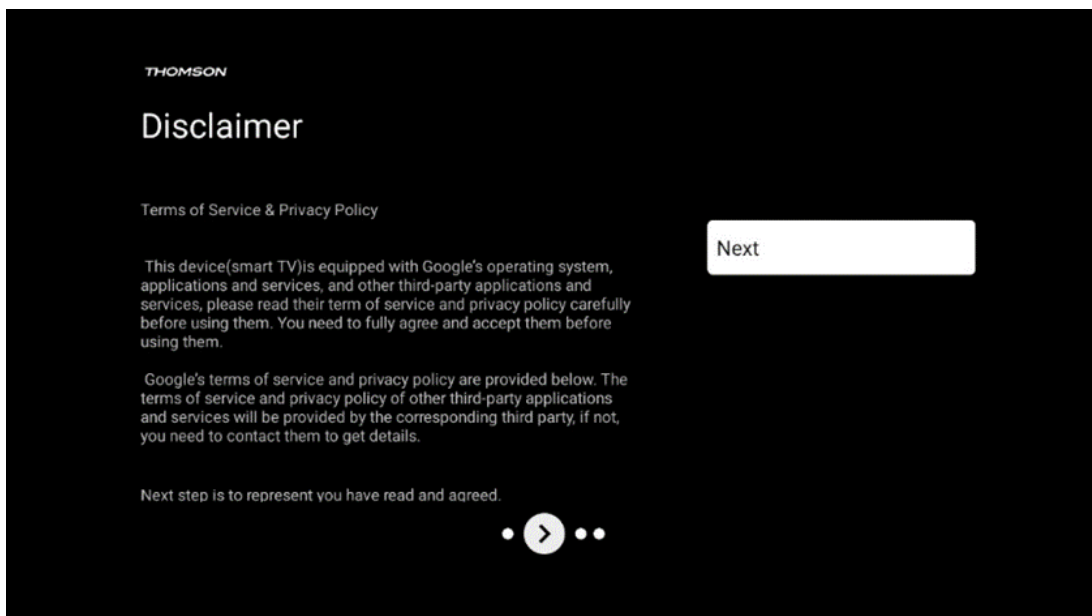 THOMSON
Disclaimer
Terms of Service & Privacy Policy
This device(smart TV)is equipped with Google's operating system,
applications and services, and other third-party applications and
services, please read their term of service and privacy policy carefully
before using them. You need to fully agree and accept them before
using them.
Google's terms of service and privacy policy are provided below. The
terms of service and privacy policy of other third-party applications
and services will be provided by the corresponding third party, if not,
you need to contact them to get details.
Next step is to represent you have read and agreed.
Next